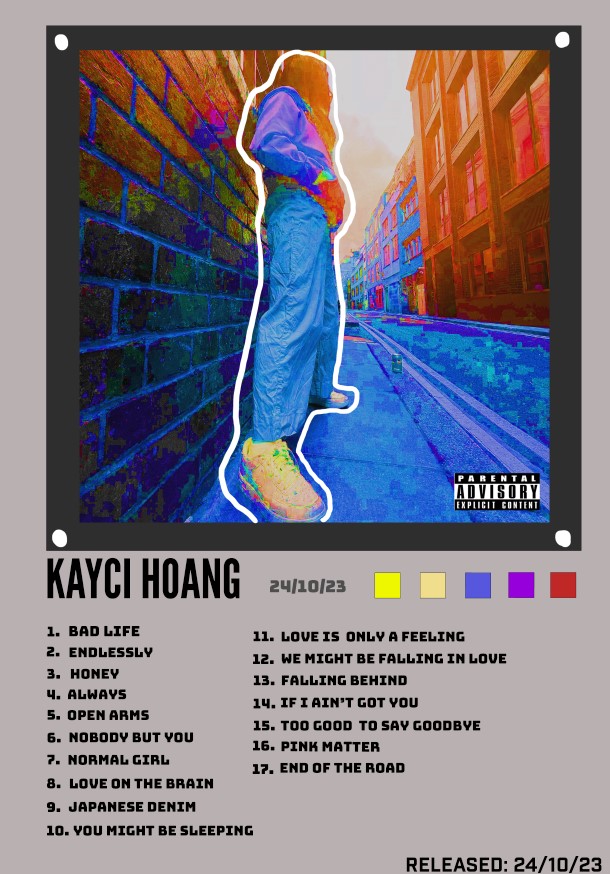 PARENTAL
ADVISORY
EXPLICIT CONTENT
KAYCI HOANG
24/10/23
1. BAD LIFE
2. ENDLESSLY
3. HONEY
4. ALWAYS
5. OPEN ARMS
6. NOBODY BUT YOU
7. NORMAL GIRL
8. LOVE ON THE BRAIN
9. JAPANESE DENIM
10. YOU MIGHT BE SLEEPING
11. LOVE IS ONLY A FEELING
12. WE MIGHT BE FALLING IN LOVE
13. FALLING BEHIND
14. IF I AIN'T GOT YOU
15. TOO GOOD TO SAY GOODBYE
16. PINK MATTER
17. END OF THE ROAD
RELEASED: 24/10/23